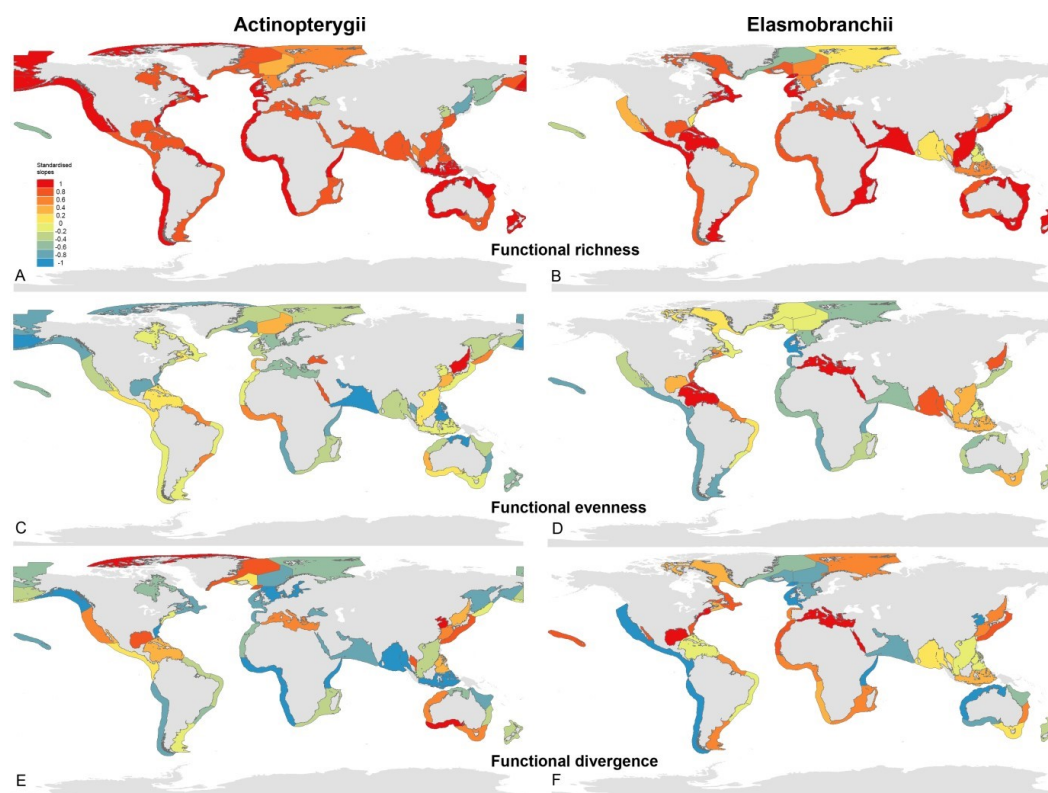 Actinopterygii
Elasmobranchii
Standardised
slopes
1
0.8
0.6
0.4
0.2
0
-0.2
-0.4
-0.6
-0.8
-1
Functional richness
A
B
Functional evenness
C
D
Functional divergence
E
F